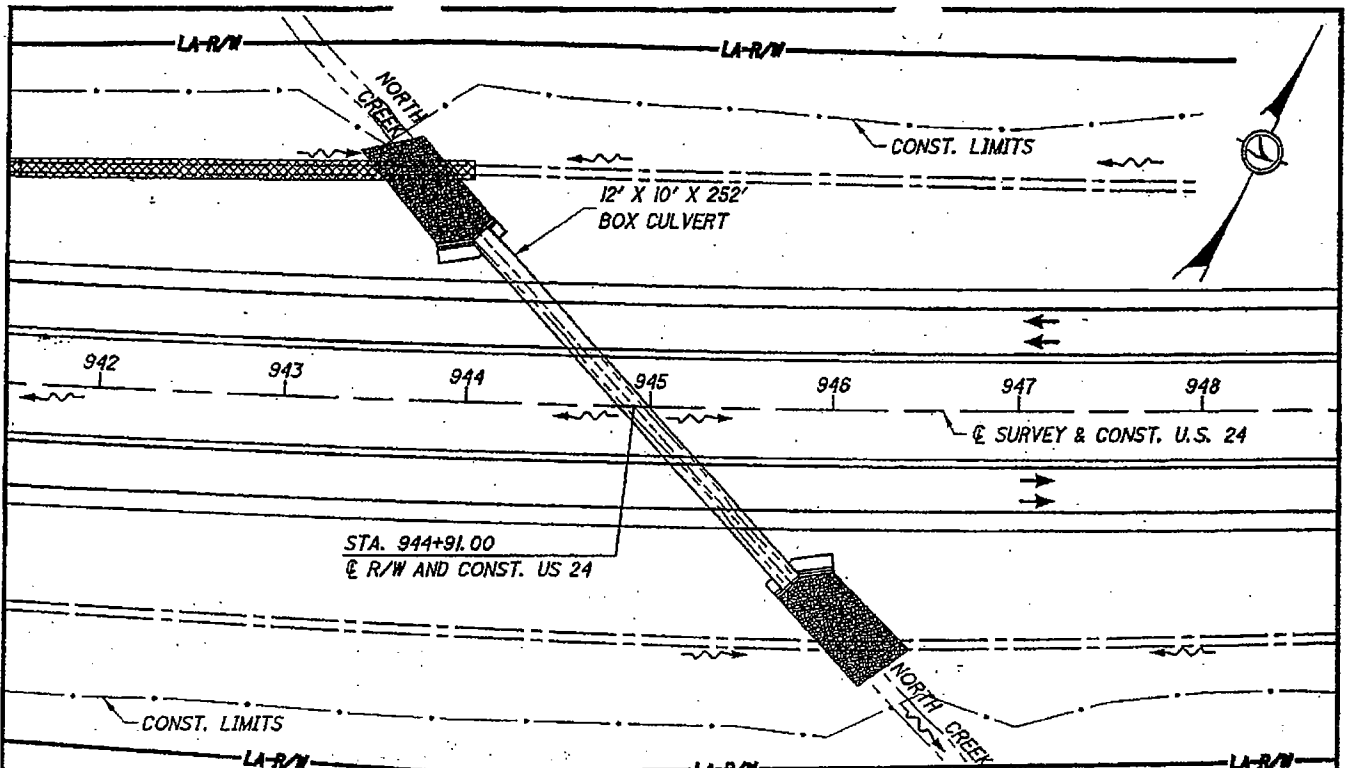 LA-R/W
LA-R/W
NORTH
CREEK
CONST. LIMITS
12' X 10' X 252'
BOX CULVERT
942
943
944
945
946
947
948
℄ SURVEY & CONST. U.S. 24
STA. 944+91.00
℄ R/W AND CONST. US 24
NORTH CREEK
CONST. LIMITS
LA-R/W
LA-R/W
LA-R/W